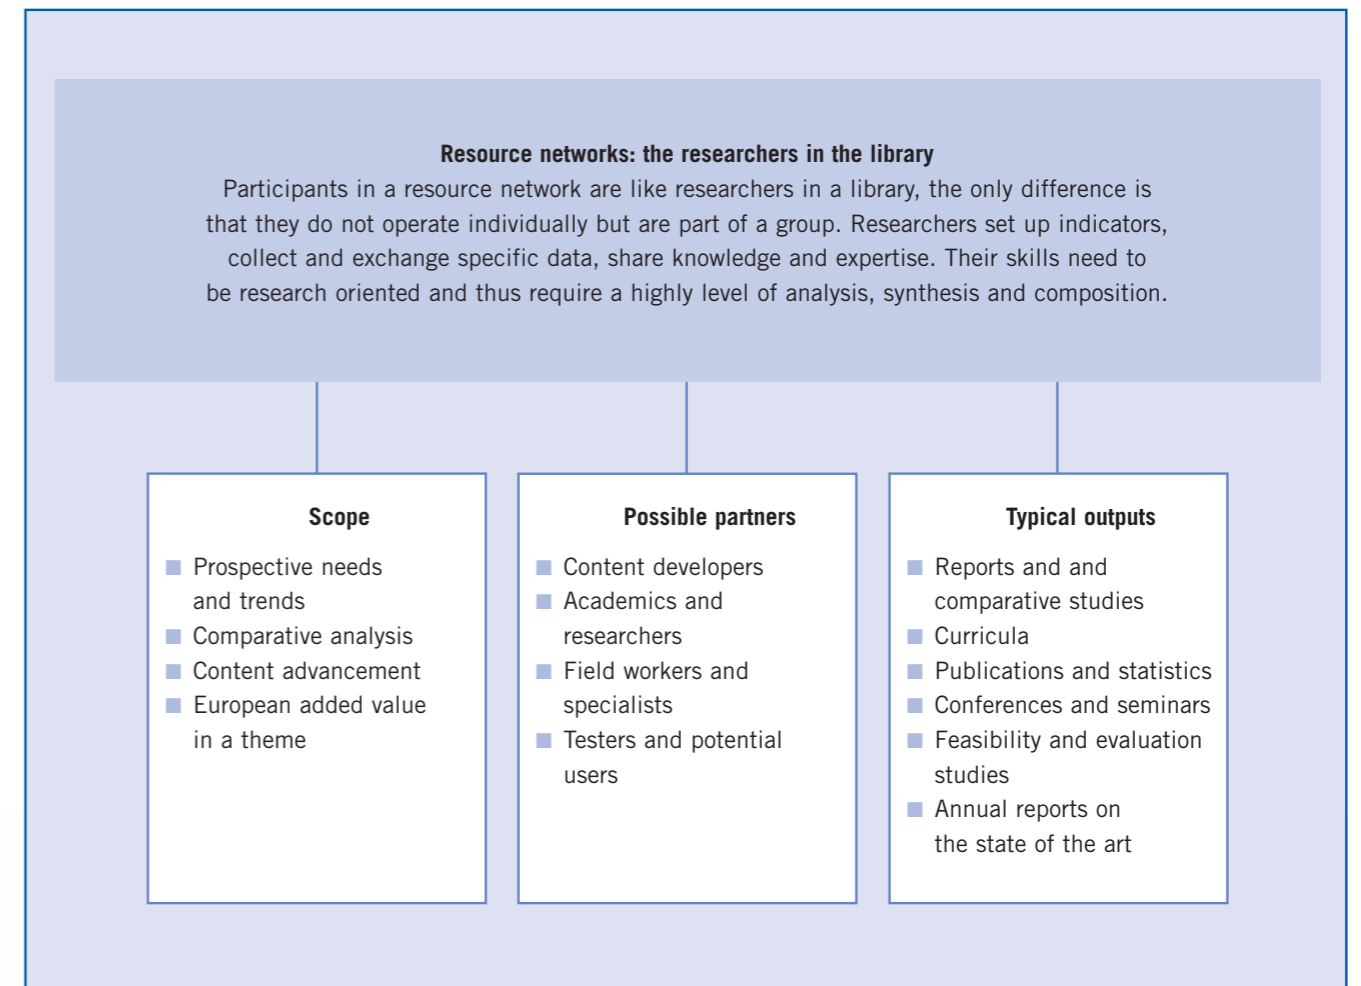 Resource networks: the researchers in the library
Participants in a resource network are like researchers in a library, the only difference is
that they do not operate individually but are part of a group. Researchers set up indicators,
collect and exchange specific data, share knowledge and expertise. Their skills need to
be research oriented and thus require a highly level of analysis, synthesis and composition.
Scope
Prospective needs
and trends
Comparative analysis
Content advancement
European added value
in a theme
Possible partners
Content developers
Academics and
researchers
Field workers and
specialists
Testers and potential
users
Typical outputs
Reports and and
comparative studies
Curricula
Publications and statistics
Conferences and seminars
Feasibility and evaluation
studies
Annual reports on
the state of the art